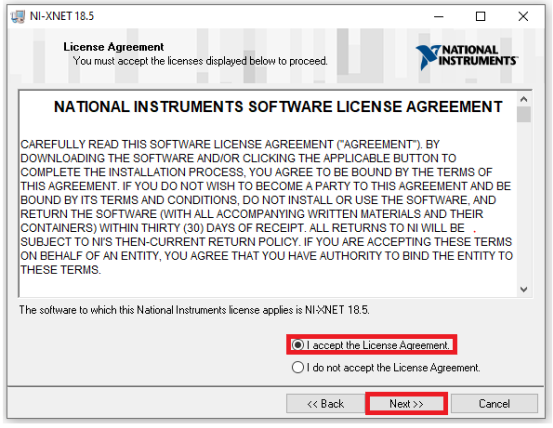 NI-XNET 18.5
License Agreement
You must accept the licenses displayed below to proceed.
NATIONAL
INSTRUMENTS
NATIONAL INSTRUMENTS SOFTWARE LICENSE AGREEMENT
CAREFULLY READ THIS SOFTWARE LICENSE AGREEMENT ("AGREEMENT"). BY
DOWNLOADING THE SOFTWARE AND/OR CLICKING THE APPLICABLE BUTTON TO
COMPLETE THE INSTALLATION PROCESS, YOU AGREE TO BE BOUND BY THE TERMS OF
THIS AGREEMENT. IF YOU DO NOT WISH TO BECOME A PARTY TO THIS AGREEMENT AND BE
BOUND BY ITS TERMS AND CONDITIONS, DO NOT INSTALL OR USE THE SOFTWARE, AND
RETURN THE SOFTWARE (WITH ALL ACCOMPANYING WRITTEN MATERIALS AND THEIR
CONTAINERS) WITHIN THIRTY (30) DAYS OF RECEIPT. ALL RETURNS TO NI WILL BE .
SUBJECT TO NI'S THEN-CURRENT RETURN POLICY. IF YOU ARE ACCEPTING THESE TERMS
ON BEHALF OF AN ENTITY, YOU AGREE THAT YOU HAVE AUTHORITY TO BIND THE ENTITY TO
THESE TERMS.
The software to which this National Instruments license applies is NI-XNET 18.5.
I accept the License Agreement.
I do not accept the License Agreement.
<< Back Next >> Cancel